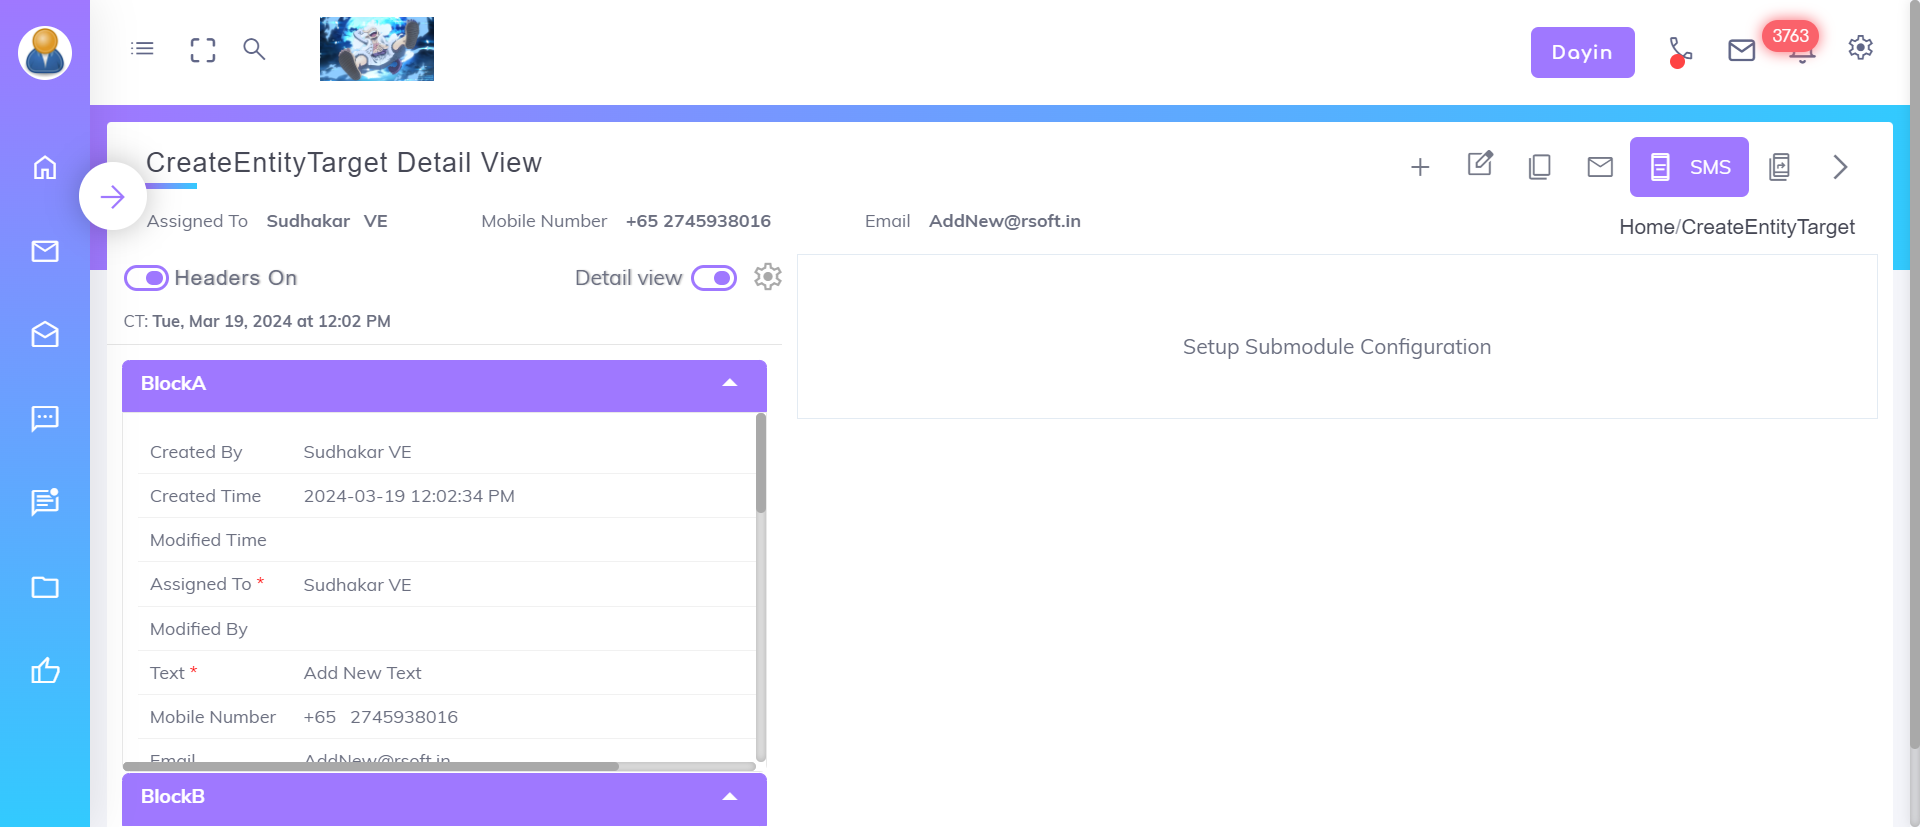 Dayin
3763
CreateEntityTarget Detail View
SMS
Assigned To Sudhakar VE Mobile Number +65 2745938016 Email AddNew@rsoft.in
Home/CreateEntityTarget
Headers On Detail view
CT: Tue, Mar 19, 2024 at 12:02 PM
Setup Submodule Configuration
BlockA
Created By Sudhakar VE
Created Time 2024-03-19 12:02:34 PM
Modified Time
Assigned To * Sudhakar VE
Modified By
Text * Add New Text
Mobile Number +65 2745938016
Email AddNew@rsoft.in
BlockB